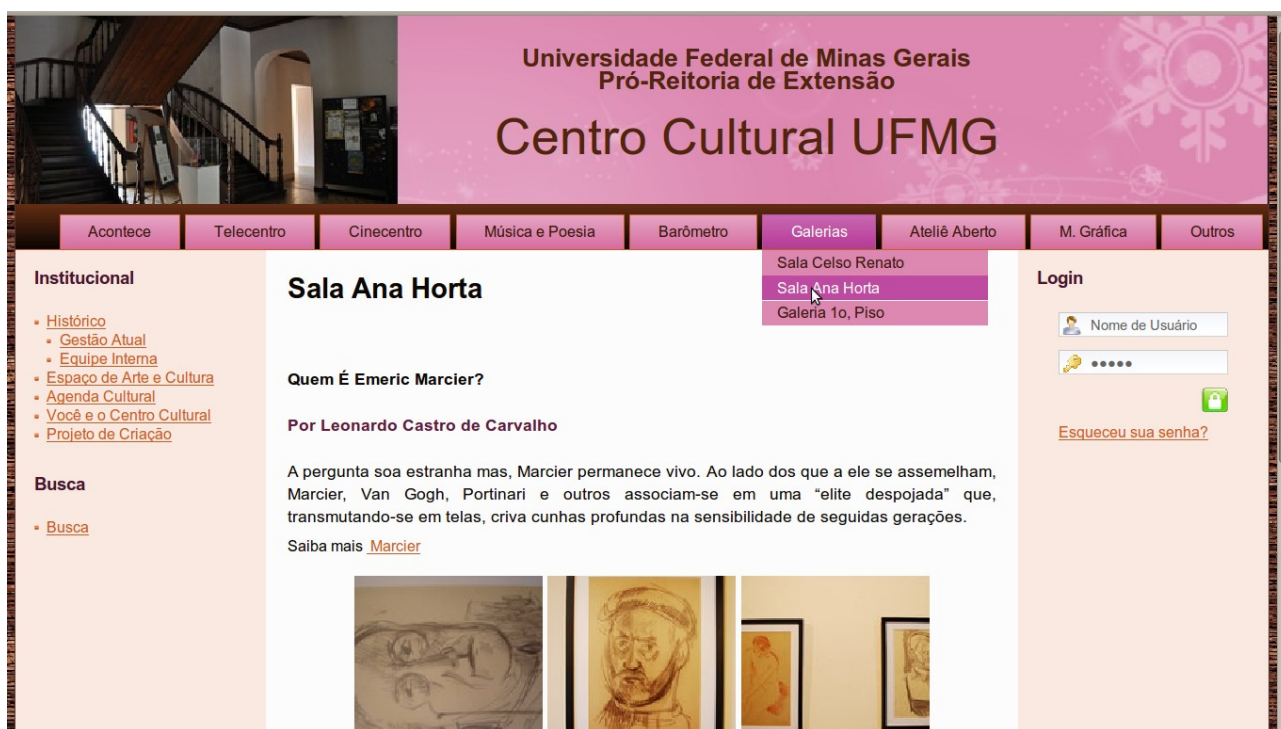 Universidade Federal de Minas Gerais
Pró-Reitoria de Extensão
Centro Cultural UFMG
Acontece
Telecentro
Cinecentro
Música e Poesia
Barômetro
Galerias
Ateliê Aberto
M. Gráfica
Outros
Sala Celso Renato
Sala Ana Horta
Galeria 1o, Piso
Institucional
Histórico
Gestão Atual
Equipe Interna
Espaço de Arte e Cultura
Agenda Cultural
Você e o Centro Cultural
Projeto de Criação
Busca
Busca
Sala Ana Horta
Quem É Emeric Marcier?
Por Leonardo Castro de Carvalho
A pergunta soa estranha mas, Marcier permanece vivo. Ao lado dos que a ele se assemelham,
Marcier, Van Gogh, Portinari e outros associam-se em uma “elite despojada” que,
transmutando-se em telas, criva cunhas profundas na sensibilidade de seguidas gerações.
Saiba mais Marcier
Login
Nome de Usuário
•••••
Esqueceu sua senha?